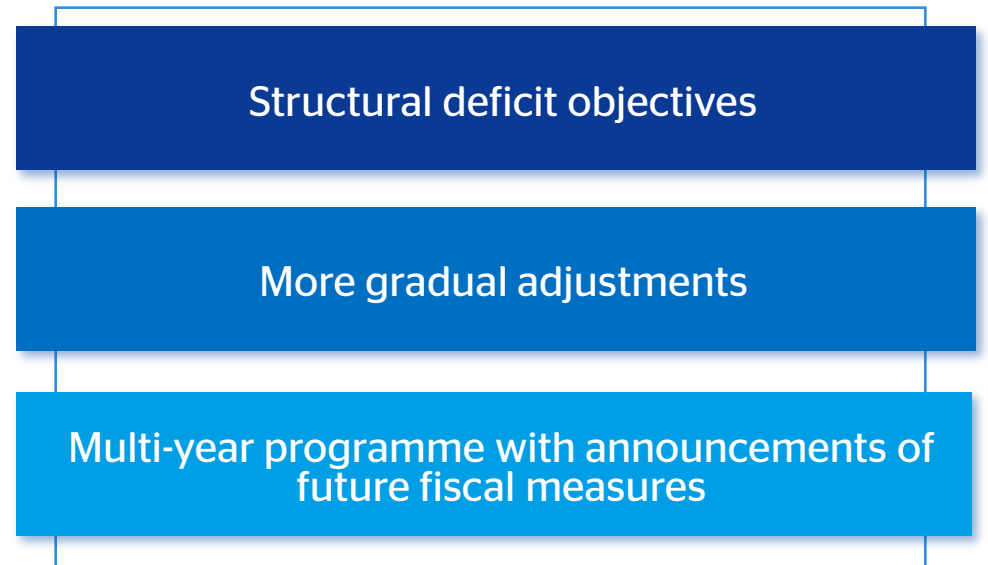 Structural deficit objectives
More gradual adjustments
Multi-year programme with announcements of
future fiscal measures